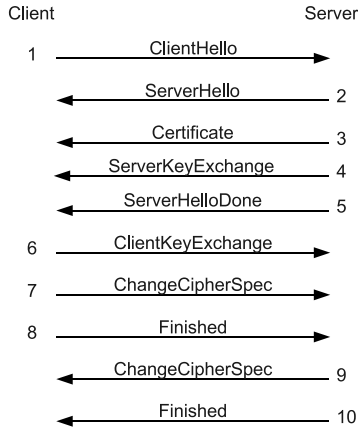 Client Server
1 ClientHello
ServerHello 2
Certificate 3
ServerKeyExchange 4
ServerHelloDone 5
6 ClientKeyExchange
7 ChangeCipherSpec
8 Finished
ChangeCipherSpec 9
Finished 10